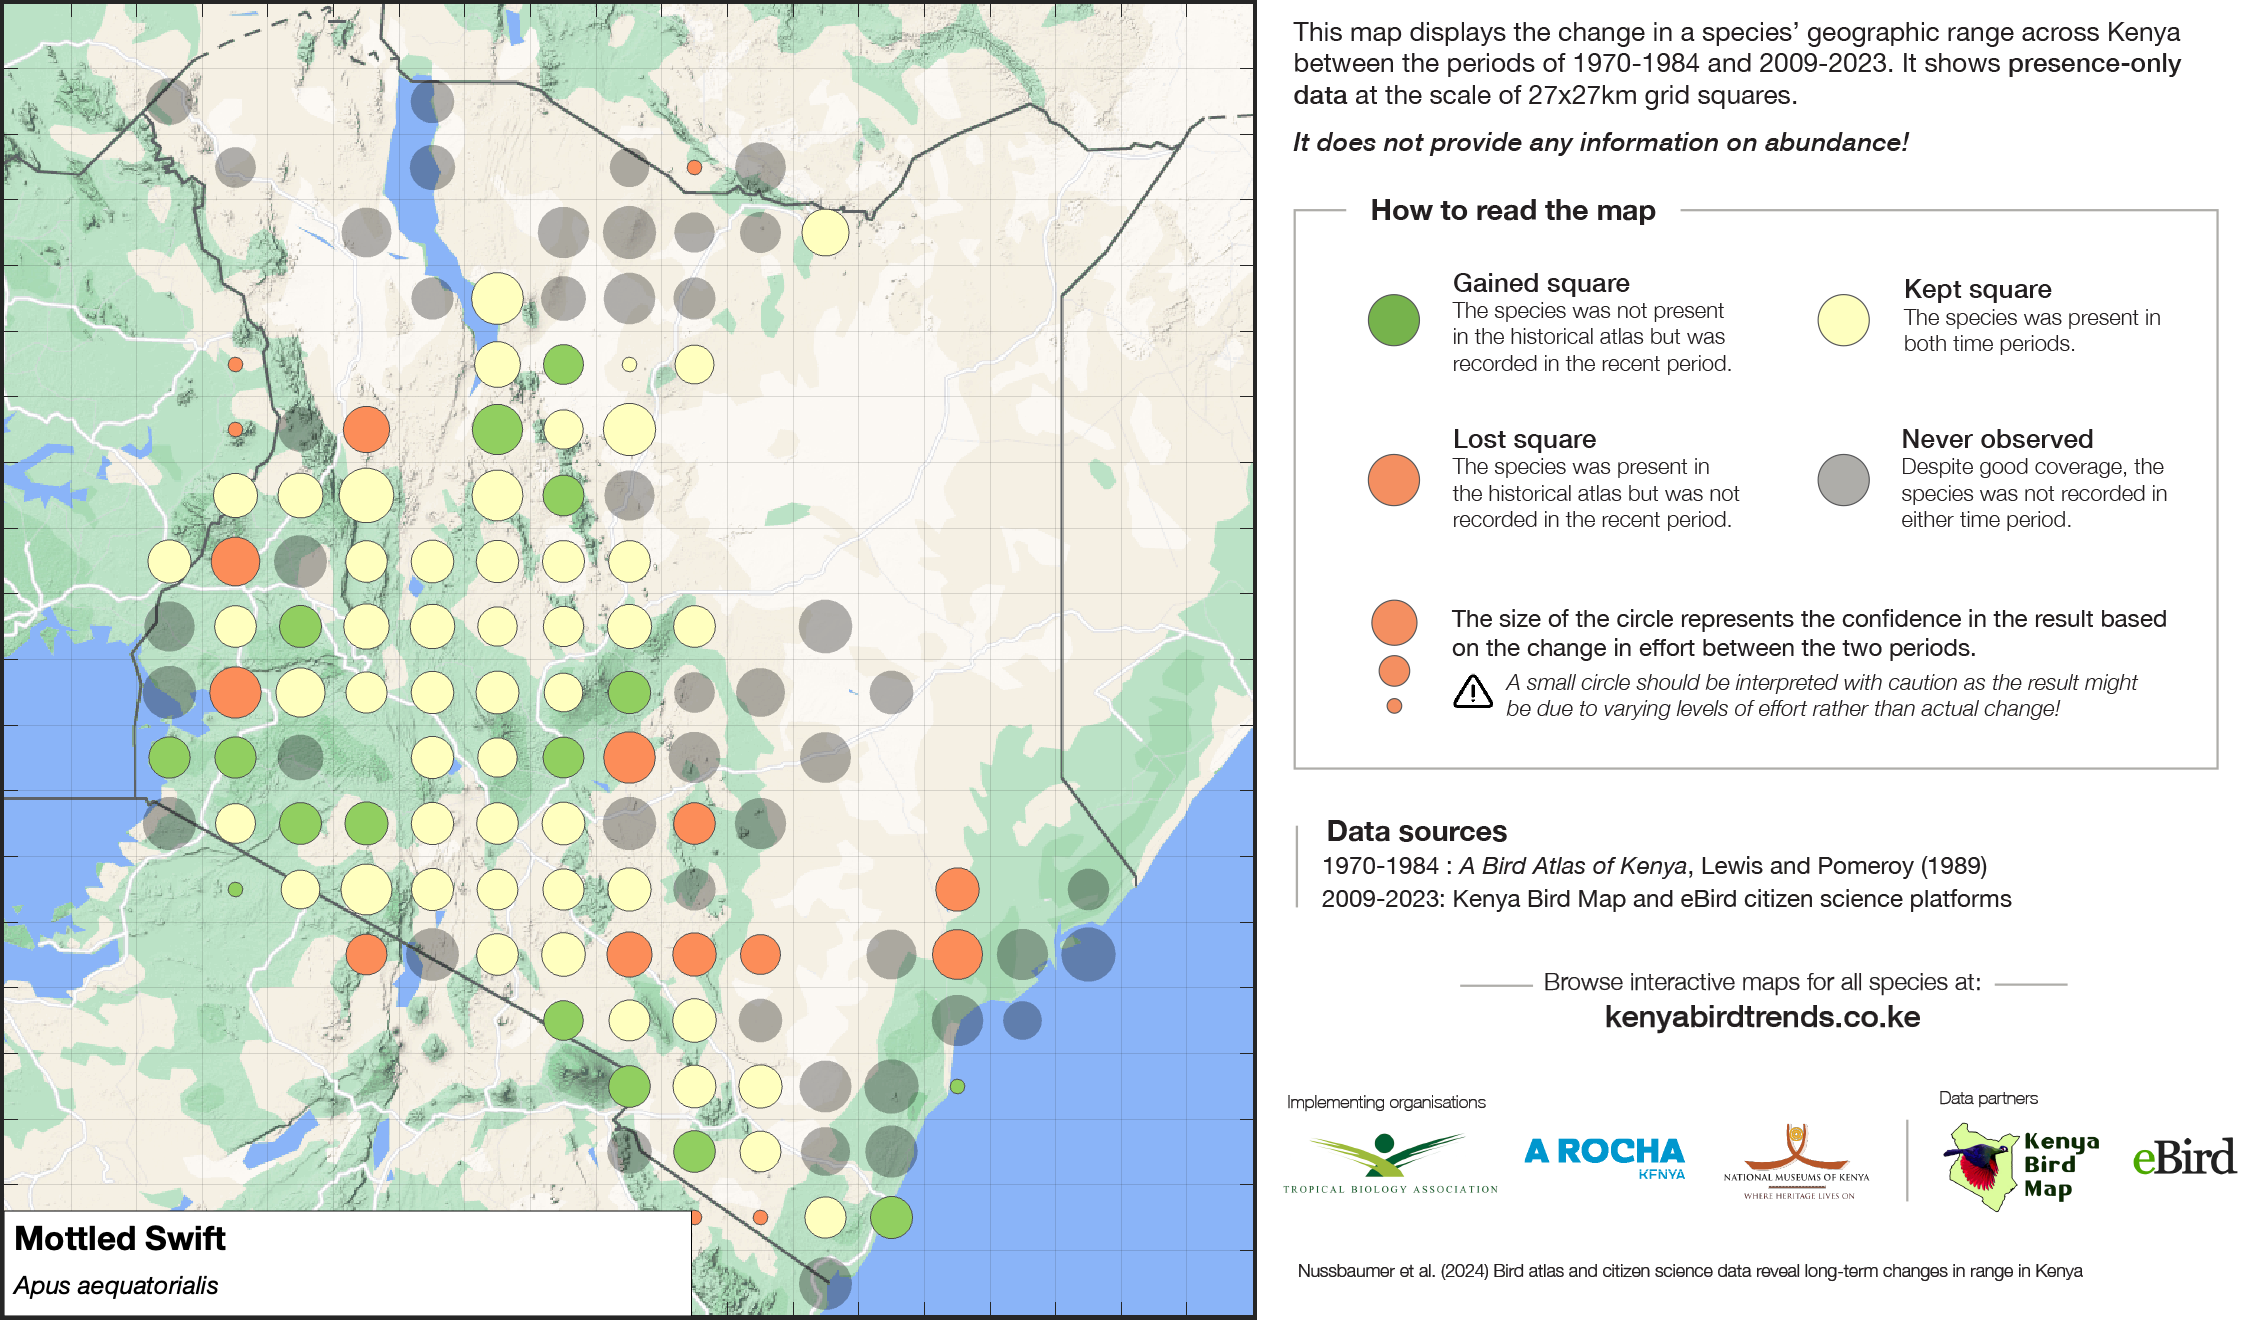 This map displays the change in a species’ geographic range across Kenya
between the periods of 1970-1984 and 2009-2023. It shows presence-only
data at the scale of 27x27km grid squares.
It does not provide any information on abundance!
How to read the map
Gained square
The species was not present
in the historical atlas but was
recorded in the recent period.
Kept square
The species was present in
both time periods.
Lost square
The species was present in
the historical atlas but was not
recorded in the recent period.
Never observed
Despite good coverage, the
species was not recorded in
either time period.
The size of the circle represents the confidence in the result based
on the change in effort between the two periods.
A small circle should be interpreted with caution as the result might
be due to varying levels of effort rather than actual change!
Data sources
1970-1984 : A Bird Atlas of Kenya, Lewis and Pomeroy (1989)
2009-2023: Kenya Bird Map and eBird citizen science platforms
Browse interactive maps for all species at:
kenyabirdtrends.co.ke
Implementing organisations
Data partners
TROPICAL BIOLOGY ASSOCIATION
A ROCHA
KENYA
NATIONAL MUSEUMS OF KENYA
WHERE HERITAGE LIVES ON
Kenya
Bird
Map
eBird
Mottled Swift
Apus aequatorialis
Nussbaumer et al. (2024) Bird atlas and citizen science data reveal long-term changes in range in Kenya